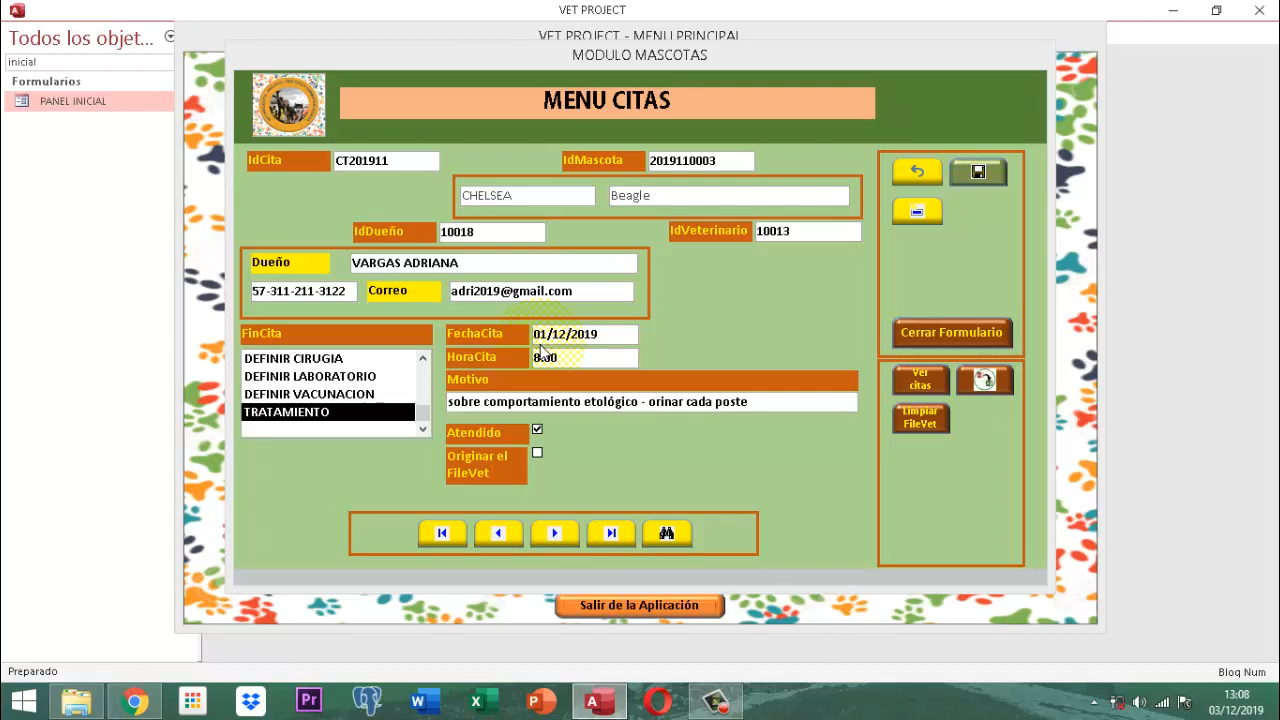 VET PROJECT
Todos los objet...
inicial
Formularios
PANEL INICIAL
VET PROJECT - MENU PRINCIPAL
MODULO MASCOTAS
MENU CITAS
IdCita CT201911 IdMascota 2019110003
CHELSEA Beagle
IdDueño 10018 IdVeterinario 10013
Dueño VARGAS ADRIANA
57-311-211-3122 Correo adri2019@gmail.com
FinCita
DEFINIR CIRUGIA
DEFINIR LABORATORIO
DEFINIR VACUNACION
TRATAMIENTO
FechaCita 01/12/2019
HoraCita 8:00
Motivo
sobre comportamiento etológico - orinar cada poste
Atendido
Originar el
FileVet
Cerrar Formulario
Ver
citas
Limpiar
FileVet
Salir de la Aplicación
Preparado
Bloq Num
13:08
03/12/2019